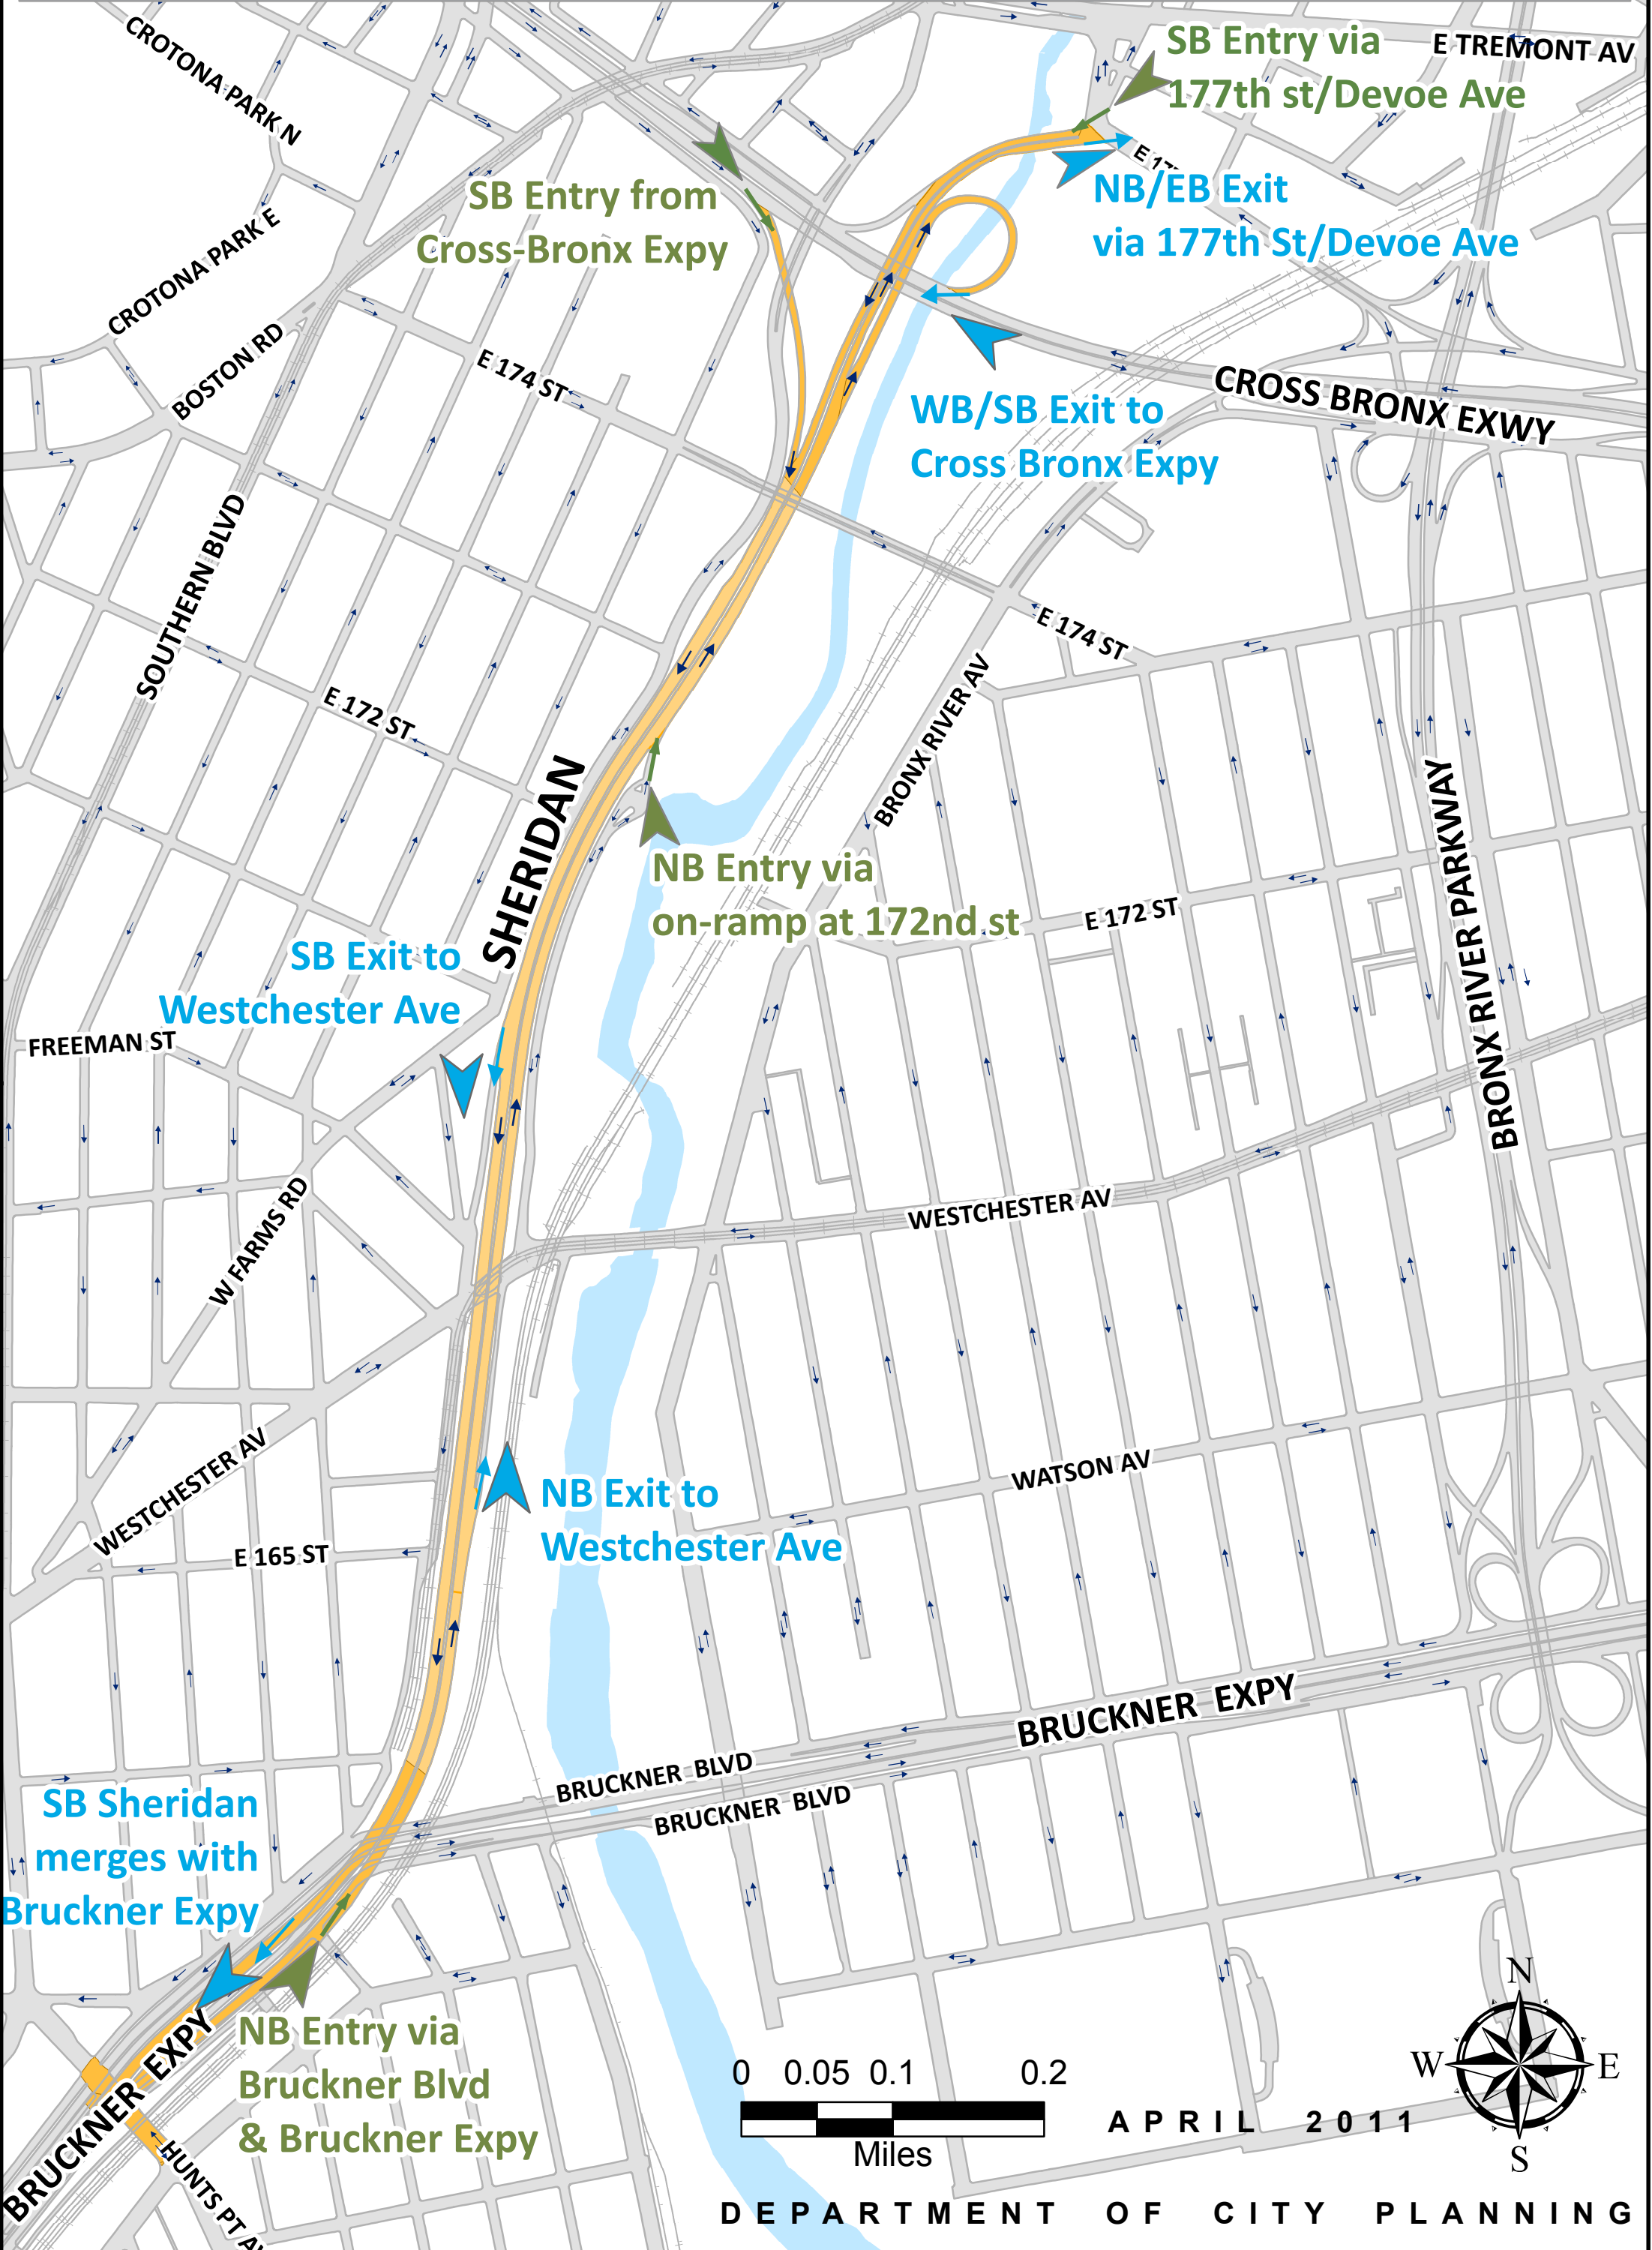 CROTONA PARK N
SB Entry via
177th st/Devoe Ave
E TREMONT AV
SB Entry from
Cross-Bronx Expy
NB/EB Exit
via 177th St/Devoe Ave
CROTONA PARK E
BOSTON RD
E 174 ST
WB/SB Exit to
Cross Bronx Expy
CROSS BRONX EXWY
SOUTHERN BLVD
E 174 ST
E 172 ST
BRONX RIVER AV
SHERIDAN
BRONX RIVER PARKWAY
NB Entry via
on-ramp at 172nd st
E 172 ST
SB Exit to
Westchester Ave
FREEMAN ST
W FARMS RD
WESTCHESTER AV
WESTCHESTER AV
WATSON AV
NB Exit to
Westchester Ave
E 165 ST
BRUCKNER EXPY
BRUCKNER BLVD
BRUCKNER BLVD
SB Sheridan
merges with
Bruckner Expy
NB Entry via
Bruckner Blvd
& Bruckner Expy
BRUCKNER EXPY
HUNTS PT AV
N
W E
S
0 0.05 0.1 0.2
Miles
APRIL 2011
DEPARTMENT OF CITY PLANNING